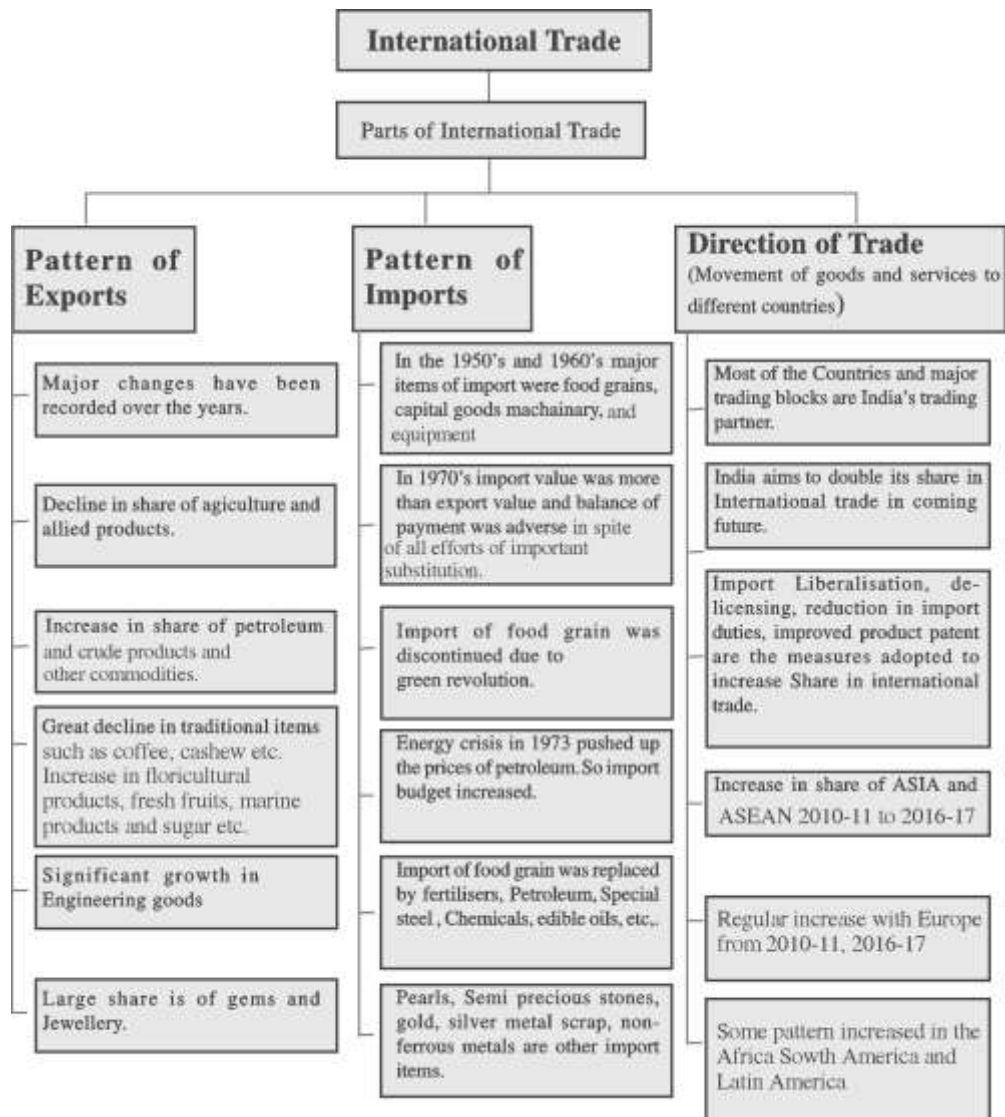 International Trade
Parts of International Trade
Pattern of
Exports
Major changes have been
recorded over the years.
Decline in share of agiculture and
allied products.
Increase in share of petroleum
and crude products and
other commodities.
Great decline in traditional items
such as coffee, cashew etc.
Increase in floricultural
products, fresh fruits, marine
products and sugar etc.
Significant growth in
Engineering goods
Large share is of gems and
Jewellery.
Pattern of
Imports
In the 1950's and 1960's major
items of import were food grains,
capital goods machainary, and
equipment
In 1970's import value was more
than export value and balance of
payment was adverse in spite
of all efforts of important
substitution.
Import of food grain was
discontinued due to
green revolution.
Energy crisis in 1973 pushed up
the prices of petroleum. So import
budget increased.
Import of food grain was replaced
by fertilisers, Petroleum, Special
steel , Chemicals, edible oils, etc,.
Pearls, Semi precious stones,
gold, silver metal scrap, non-
ferrous metals are other import
items.
Direction of Trade
(Movement of goods and services to
different countries)
Most of the Countries and major
trading blocks are India's trading
partner.
India aims to double its share in
International trade in coming
future.
Import Liberalisation, de-
licensing, reduction in import
duties, improved product patent
are the measures adopted to
increase Share in international
trade.
Increase in share of ASIA and
ASEAN 2010-11 to 2016-17
Regular increase with Europe
from 2010-11, 2016-17
Some pattern increased in the
Africa Sowth America and
Latin America